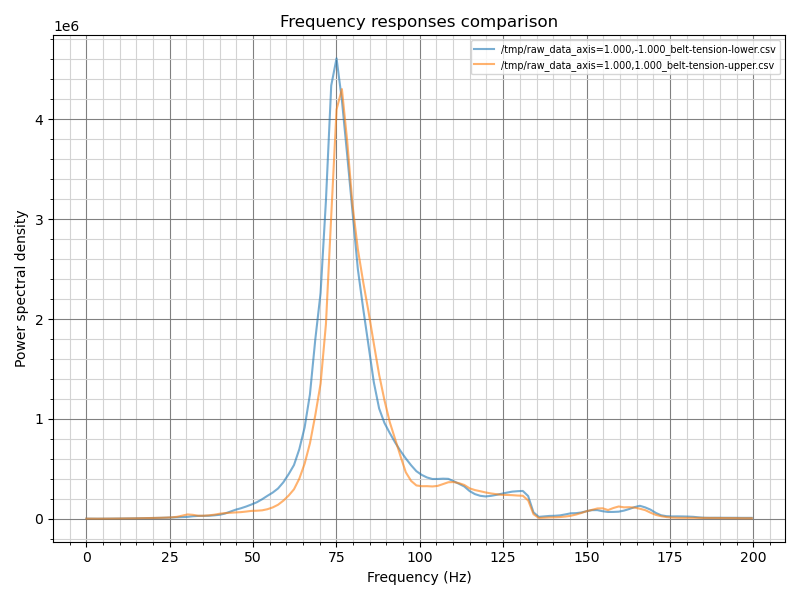 Frequency responses comparison
1e6
/tmp/raw_data_axis=1.000,-1.000_belt-tension-lower.csv
/tmp/raw_data_axis=1.000,1.000_belt-tension-upper.csv
Power spectral density
4
3
2
1
0
0 25 50 75 100 125 150 175 200
Frequency (Hz)